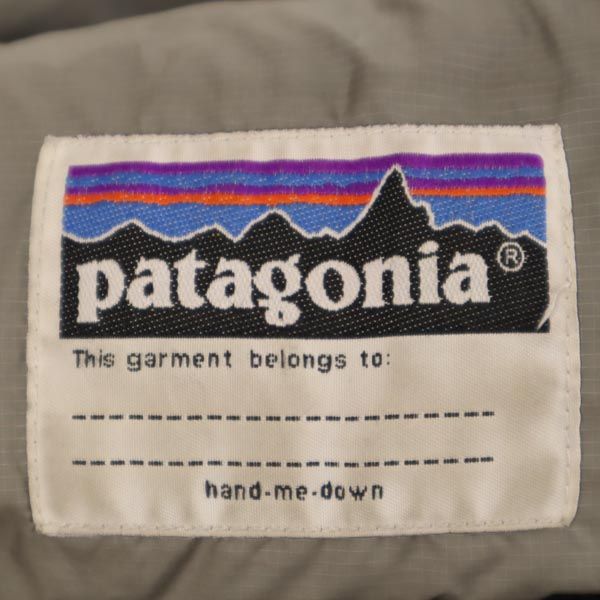 patagonia®
This garment belongs to:
hand-me-down